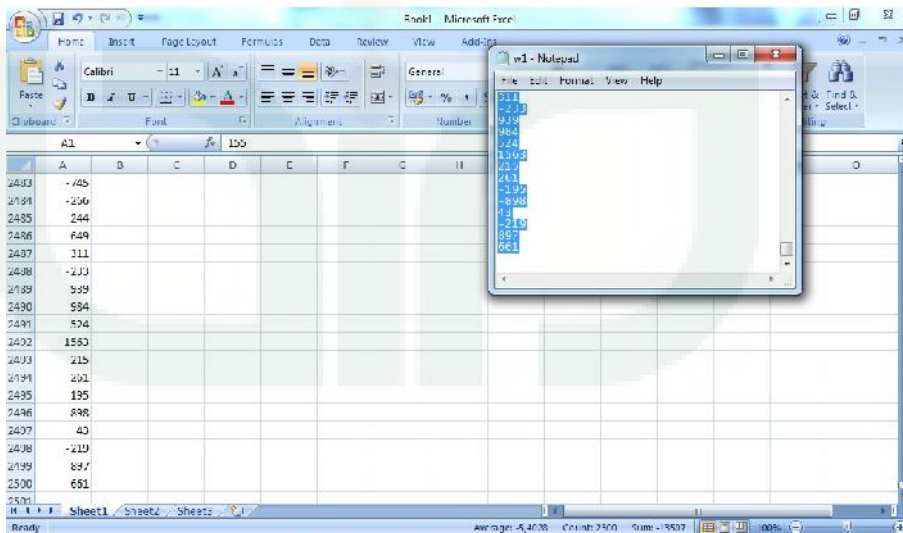 Book1 Microsoft Excel
Home Insert Page Layout Formulas Data Review View Add-Ins
Calibri 11 General
Paste
Clipboard Font Alignment Number
A1 155
A B C D E F G H O
2483 -745
2484 -266
2485 244
2486 649
2487 311
2488 -233
2489 939
2490 984
2491 524
2492 1563
2493 215
2494 261
2495 195
2496 898
2497 43
2498 -219
2499 897
2500 661
2501
Sheet1 Sheet2 Sheet3
Ready Average: -5,4028 Count: 2500 Sum: -13507 100%
w1 - Notepad
File Edit Format View Help
311
-233
939
984
524
1563
215
261
-195
-898
43
-219
897
661
Find &
Select